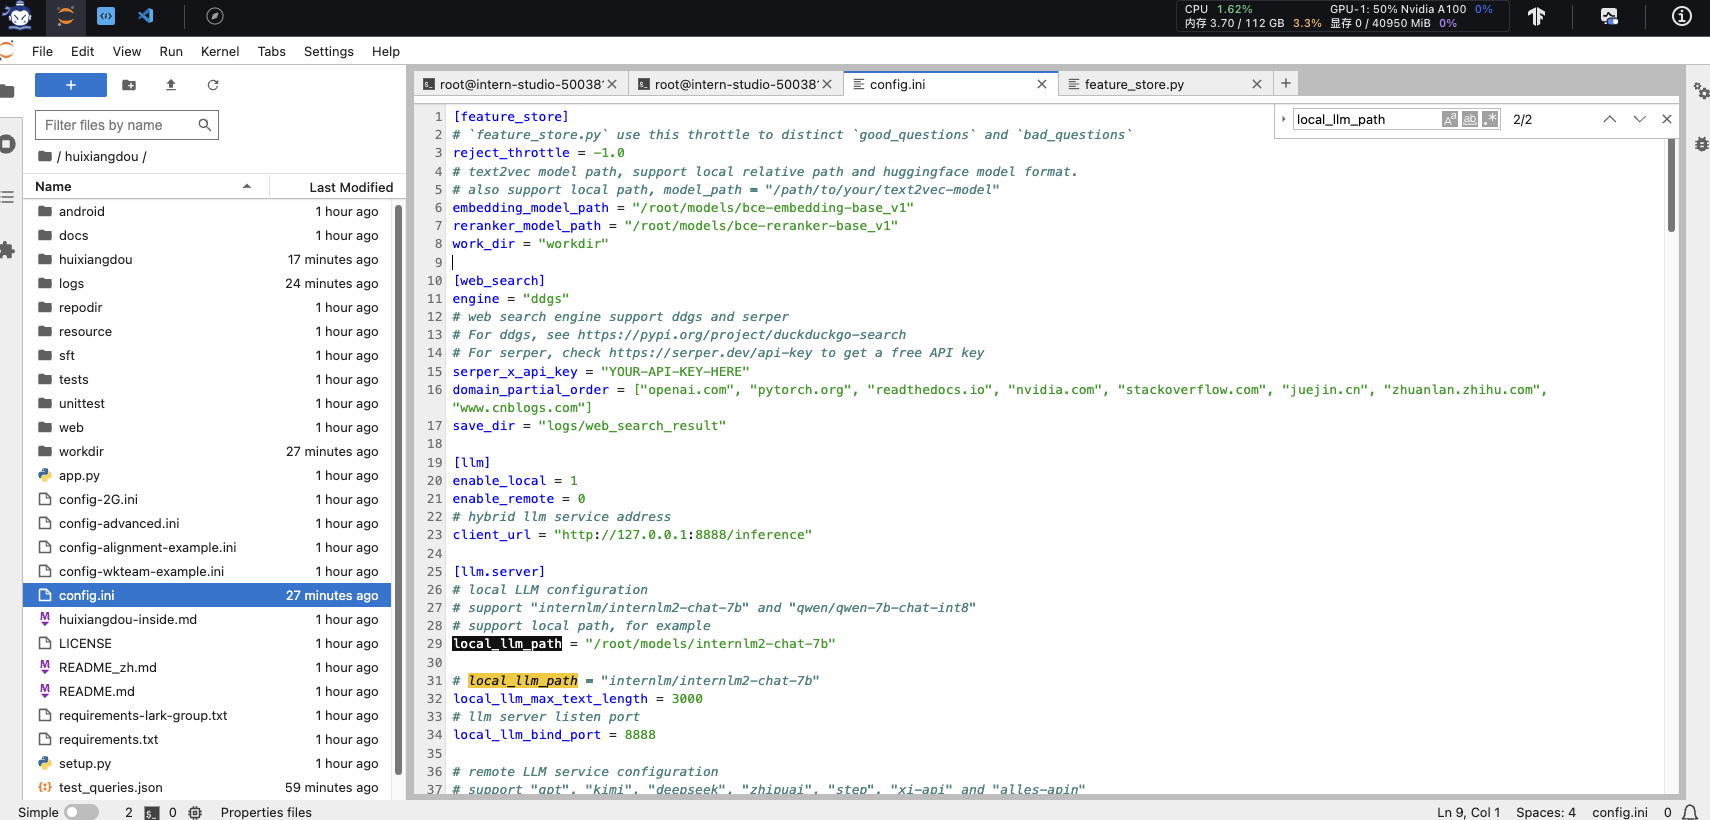 CPU 1.62% GPU-1: 50% Nvidia A100 0%
内存 3.70 / 112 GB 3.3% 显存 0 / 40950 MiB 0%
File Edit View Run Kernel Tabs Settings Help
root@intern-studio-50038
root@intern-studio-50038
config.ini
feature_store.py
Filter files by name
/ huixiangdou /
Name Last Modified
android 1 hour ago
docs 1 hour ago
huixiangdou 17 minutes ago
logs 24 minutes ago
repodir 1 hour ago
resource 1 hour ago
sft 1 hour ago
tests 1 hour ago
unittest 1 hour ago
web 1 hour ago
workdir 27 minutes ago
app.py 1 hour ago
config-2G.ini 1 hour ago
config-advanced.ini 1 hour ago
config-alignment-example.ini 1 hour ago
config-wkteam-example.ini 1 hour ago
config.ini 27 minutes ago
huixiangdou-inside.md 1 hour ago
LICENSE 1 hour ago
README_zh.md 1 hour ago
README.md 1 hour ago
requirements-lark-group.txt 1 hour ago
requirements.txt 1 hour ago
setup.py 1 hour ago
test_queries.json 59 minutes ago
local_llm_path 2/2
1 [feature_store]
2 # `feature_store.py` use this throttle to distinct `good_questions` and `bad_questions`
3 reject_throttle = -1.0
4 # text2vec model path, support local relative path and huggingface model format.
5 # also support local path, model_path = "/path/to/your/text2vec-model"
6 embedding_model_path = "/root/models/bce-embedding-base_v1"
7 reranker_model_path = "/root/models/bce-reranker-base_v1"
8 work_dir = "workdir"
9
10 [web_search]
11 engine = "ddgs"
12 # web search engine support ddgs and serper
13 # For ddgs, see https://pypi.org/project/duckduckgo-search
14 # For serper, check https://serper.dev/api-key to get a free API key
15 serper_x_api_key = "YOUR-API-KEY-HERE"
16 domain_partial_order = ["openai.com", "pytorch.org", "readthedocs.io", "nvidia.com", "stackoverflow.com", "juejin.cn", "zhuanlan.zhihu.com",
"www.cnblogs.com"]
17 save_dir = "logs/web_search_result"
18
19 [llm]
20 enable_local = 1
21 enable_remote = 0
22 # hybrid llm service address
23 client_url = "http://127.0.0.1:8888/inference"
24
25 [llm.server]
26 # local LLM configuration
27 # support "internlm/internlm2-chat-7b" and "qwen/qwen-7b-chat-int8"
28 # support local path, for example
29 local_llm_path = "/root/models/internlm2-chat-7b"
30
31 # local_llm_path = "internlm/internlm2-chat-7b"
32 local_llm_max_text_length = 3000
33 # llm server listen port
34 local_llm_bind_port = 8888
35
36 # remote LLM service configuration
37 # support "gpt", "kimi", "deepseek", "zhipuai", "step", "xi-api" and "alles-apin"
Simple 2 0 Properties files Ln 9, Col 1 Spaces: 4 config.ini 0